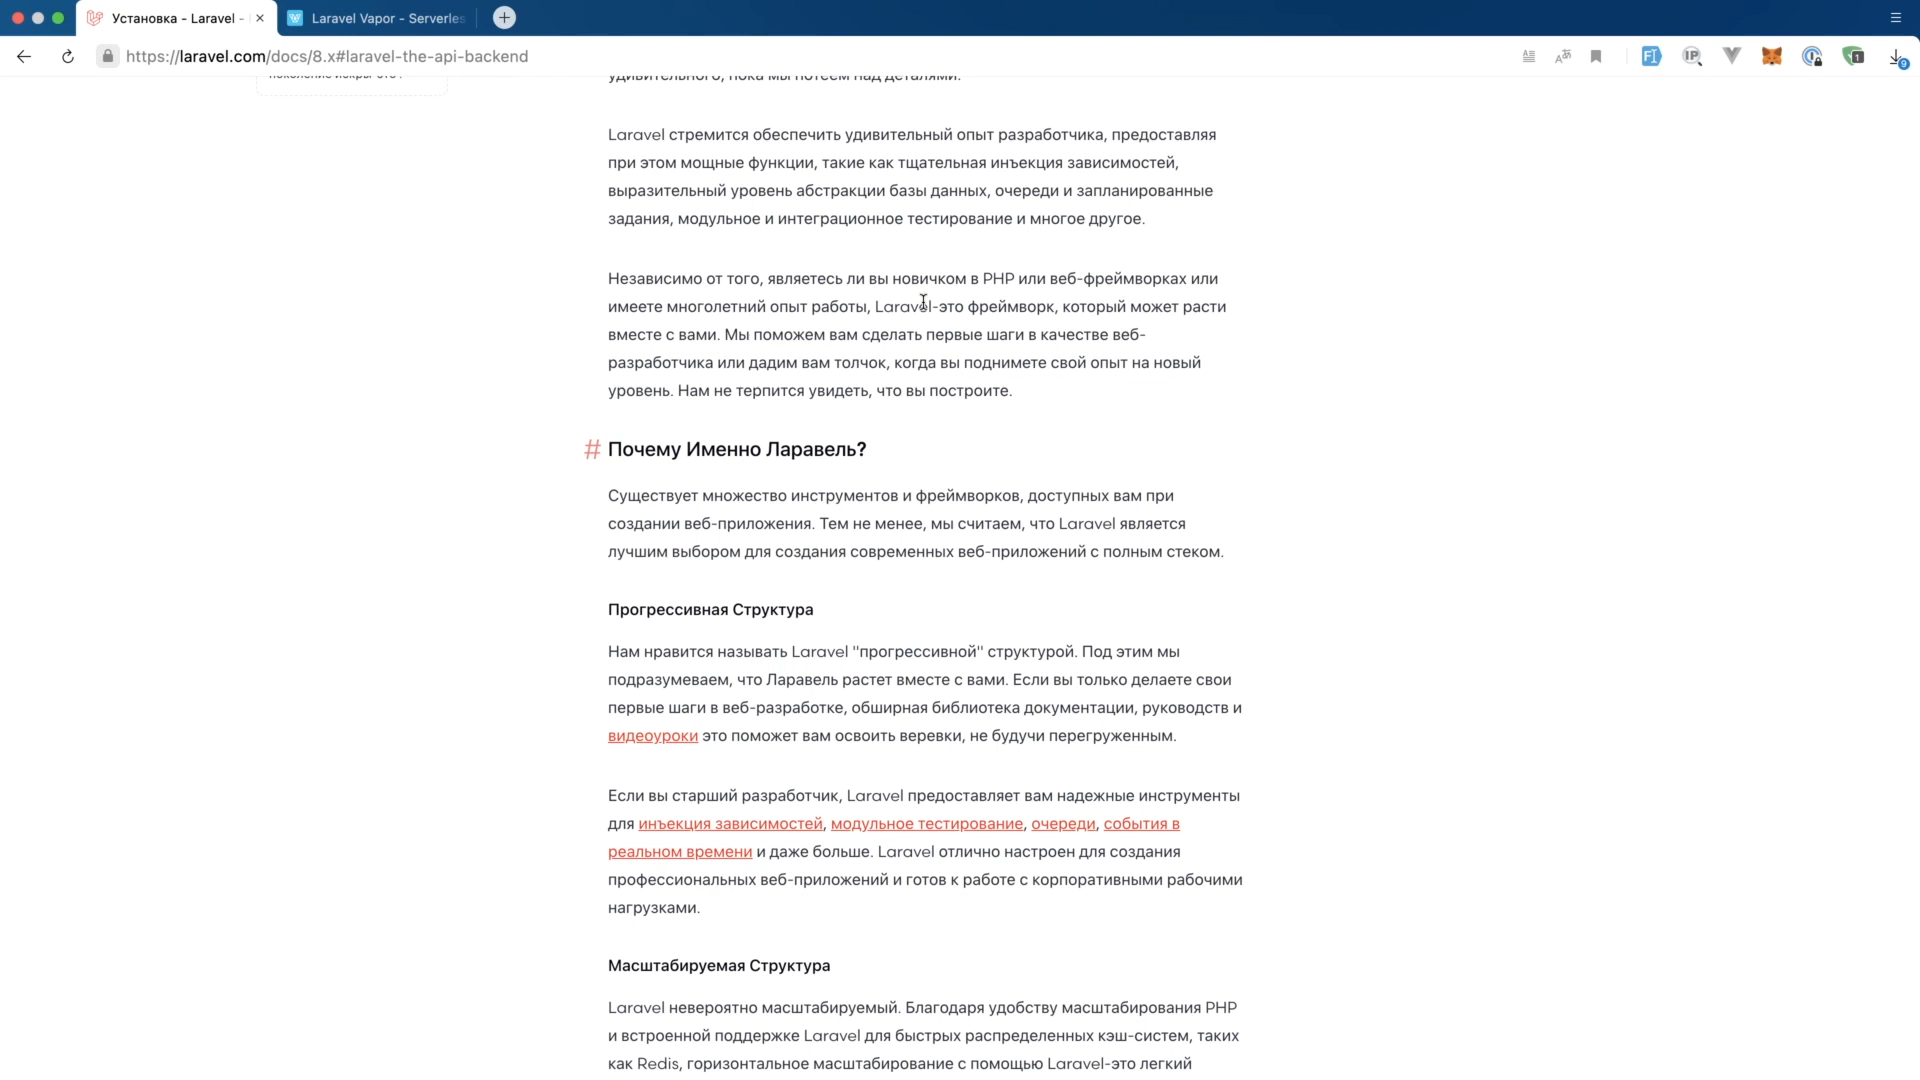 Установка - Laravel -
Laravel Vapor - Serverles
https://laravel.com/docs/8.x#laravel-the-api-backend
9
1
удивительного, пока мы потеем над деталями.
Laravel стремится обеспечить удивительный опыт разработчика, предоставляя
при этом мощные функции, такие как тщательная инъекция зависимостей,
выразительный уровень абстракции базы данных, очереди и запланированные
задания, модульное и интеграционное тестирование и многое другое.
Независимо от того, являетесь ли вы новичком в PHP или веб-фреймворках или
имеете многолетний опыт работы, Laravel-это фреймворк, который может расти
вместе с вами. Мы поможем вам сделать первые шаги в качестве веб-
разработчика или дадим вам толчок, когда вы поднимете свой опыт на новый
уровень. Нам не терпится увидеть, что вы построите.
# Почему Именно Ларавель?
Существует множество инструментов и фреймворков, доступных вам при
создании веб-приложения. Тем не менее, мы считаем, что Laravel является
лучшим выбором для создания современных веб-приложений с полным стеком.
Прогрессивная Структура
Нам нравится называть Laravel "прогрессивной" структурой. Под этим мы
подразумеваем, что Ларавель растет вместе с вами. Если вы только делаете свои
первые шаги в веб-разработке, обширная библиотека документации, руководств и
видеоуроки это поможет вам освоить веревки, не будучи перегруженным.
Если вы старший разработчик, Laravel предоставляет вам надежные инструменты
для инъекция зависимостей, модульное тестирование, очереди, события в
реальном времени и даже больше. Laravel отлично настроен для создания
профессиональных веб-приложений и готов к работе с корпоративными рабочими
нагрузками.
Масштабируемая Структура
Laravel невероятно масштабируемый. Благодаря удобству масштабирования PHP
и встроенной поддержке Laravel для быстрых распределенных кэш-систем, таких
как Redis, горизонтальное масштабирование с помощью Laravel-это легкий